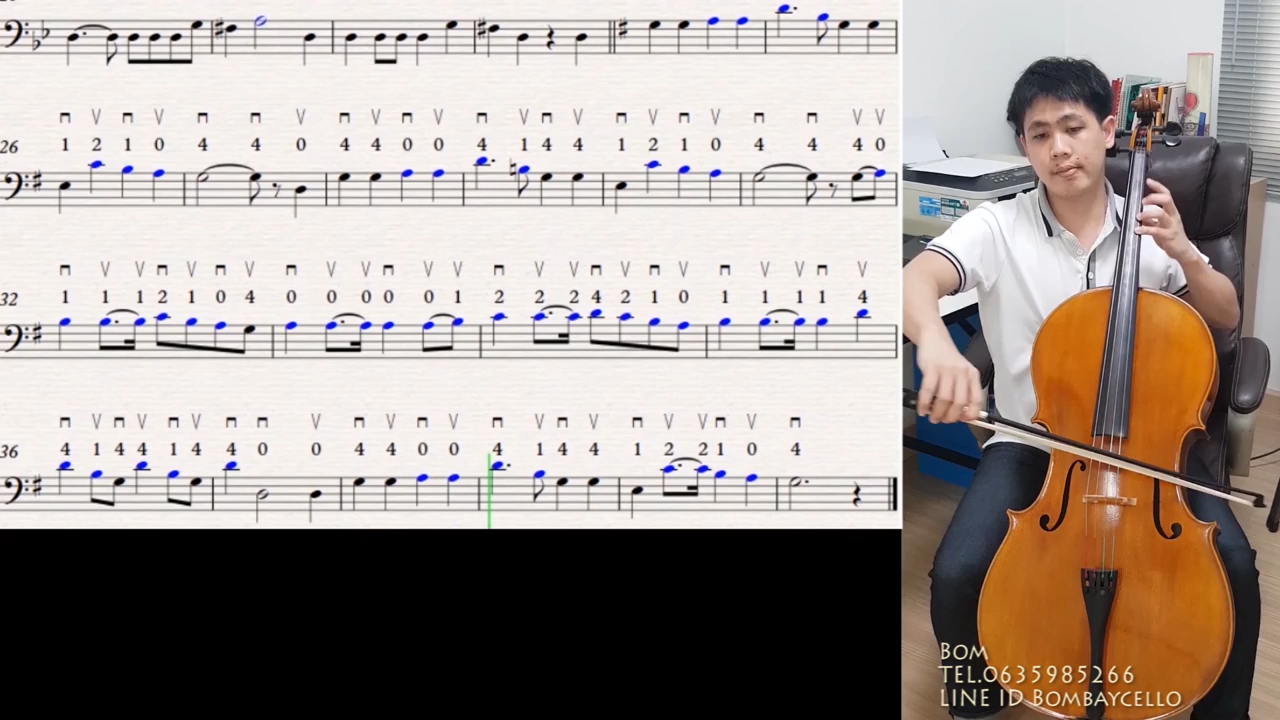 26
1 2 1 0 4 4 0 4 4 0 0 4 1 4 4 1 2 1 0 4 4 4 0
32
1 1 1 2 1 0 4 0 0 0 0 0 1 2 2 2 4 2 1 0 1 1 1 1 4
36
4 1 4 4 1 4 4 0 0 4 4 0 0 4 1 4 4 1 2 2 1 0 4
BOM
TEL.0635985266
LINE ID BOMBAYCELLO